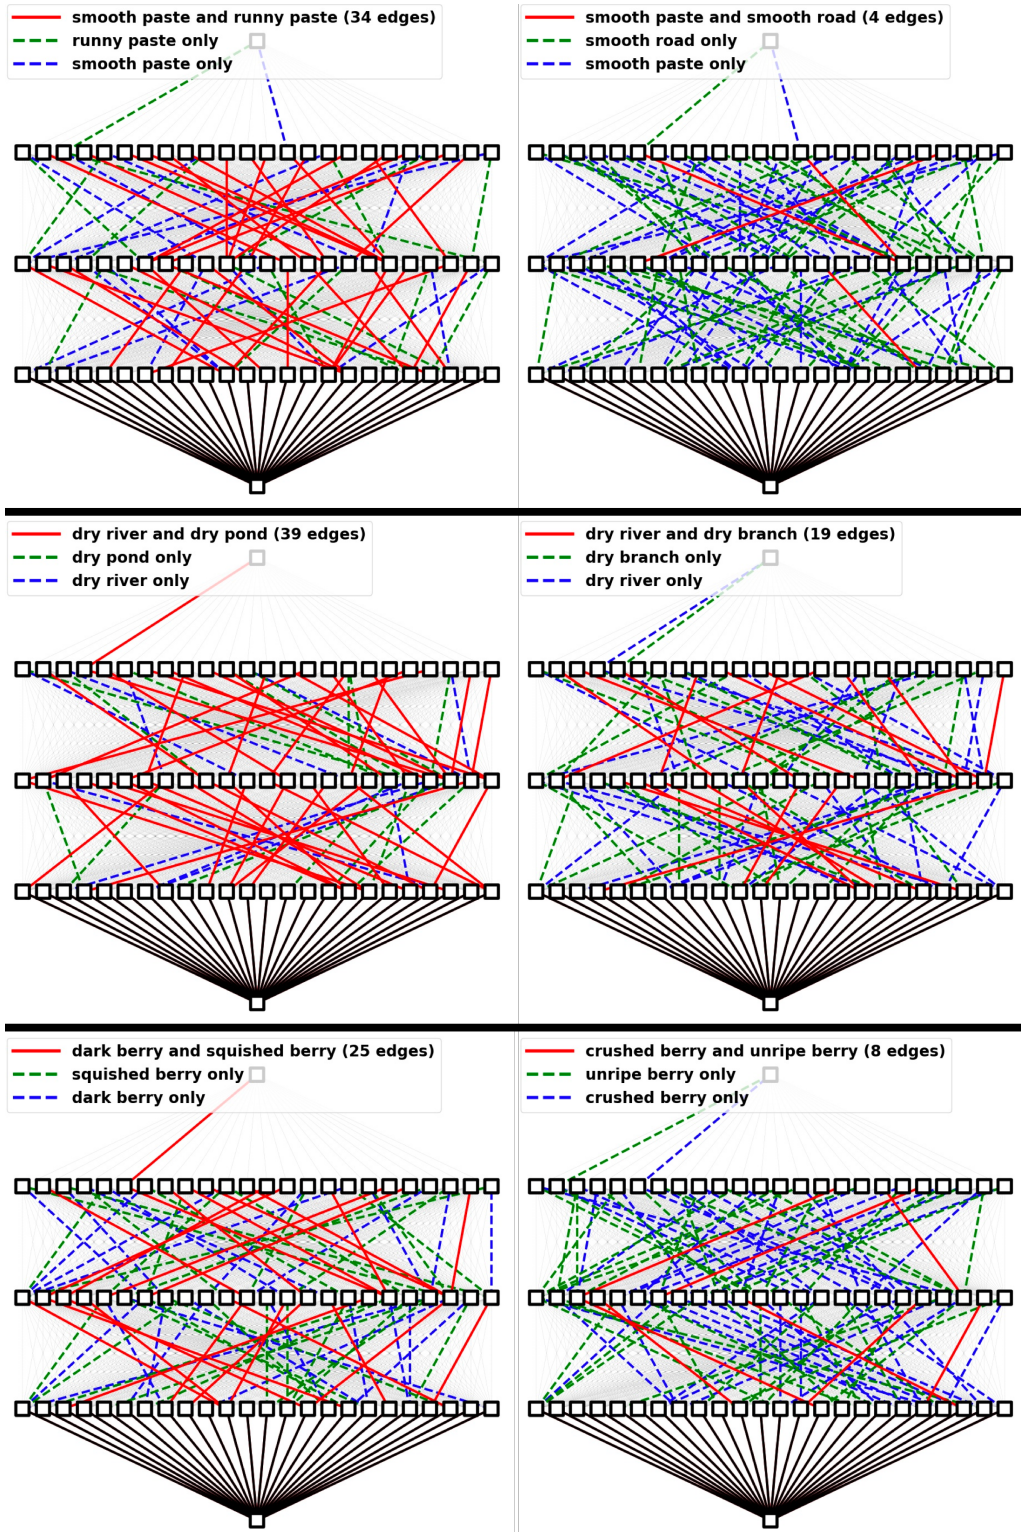 smooth paste and runny paste (34 edges)
runny paste only
smooth paste only
smooth paste and smooth road (4 edges)
smooth road only
smooth paste only
dry river and dry pond (39 edges)
dry pond only
dry river only
dry river and dry branch (19 edges)
dry branch only
dry river only
dark berry and squished berry (25 edges)
squished berry only
dark berry only
crushed berry and unripe berry (8 edges)
unripe berry only
crushed berry only